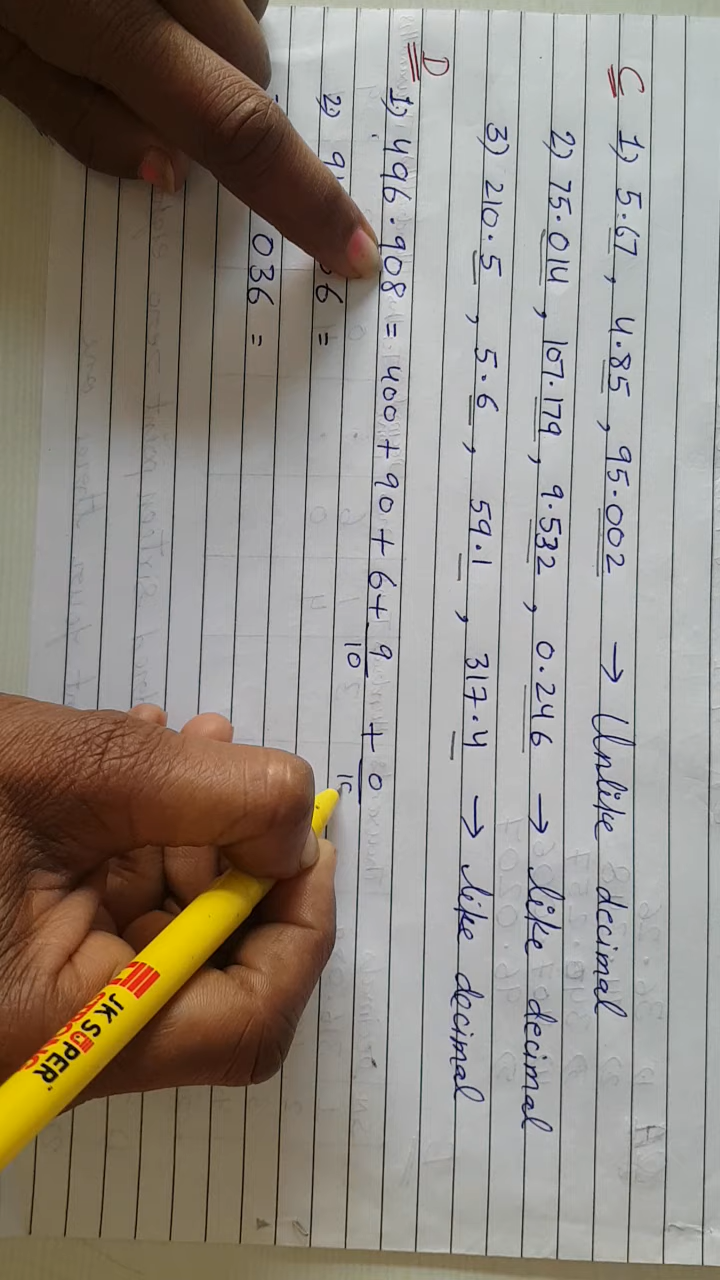 C 1) 5.67, 4.85, 95.002 → Unlike decimal
2) 75.014, 107.179, 9.532, 0.246 → like decimal
3) 210.5, 5.6, 59.1, 317.4 → like decimal
D
1) 496.908 = 400 + 90 + 6 + 9/10 + 0/10
2) 9 6 =
036 =
JK SUPER